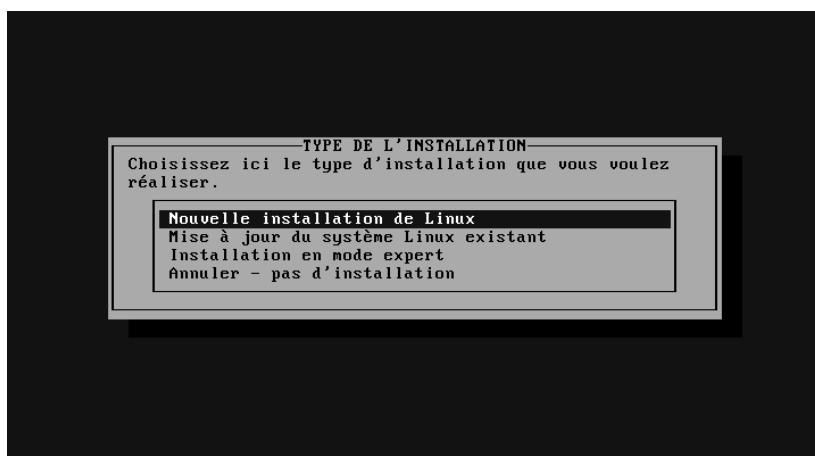 TYPE DE L'INSTALLATION
Choisissez ici le type d'installation que vous voulez
réaliser.
Nouvelle installation de Linux
Mise à jour du système Linux existant
Installation en mode expert
Annuler - pas d'installation